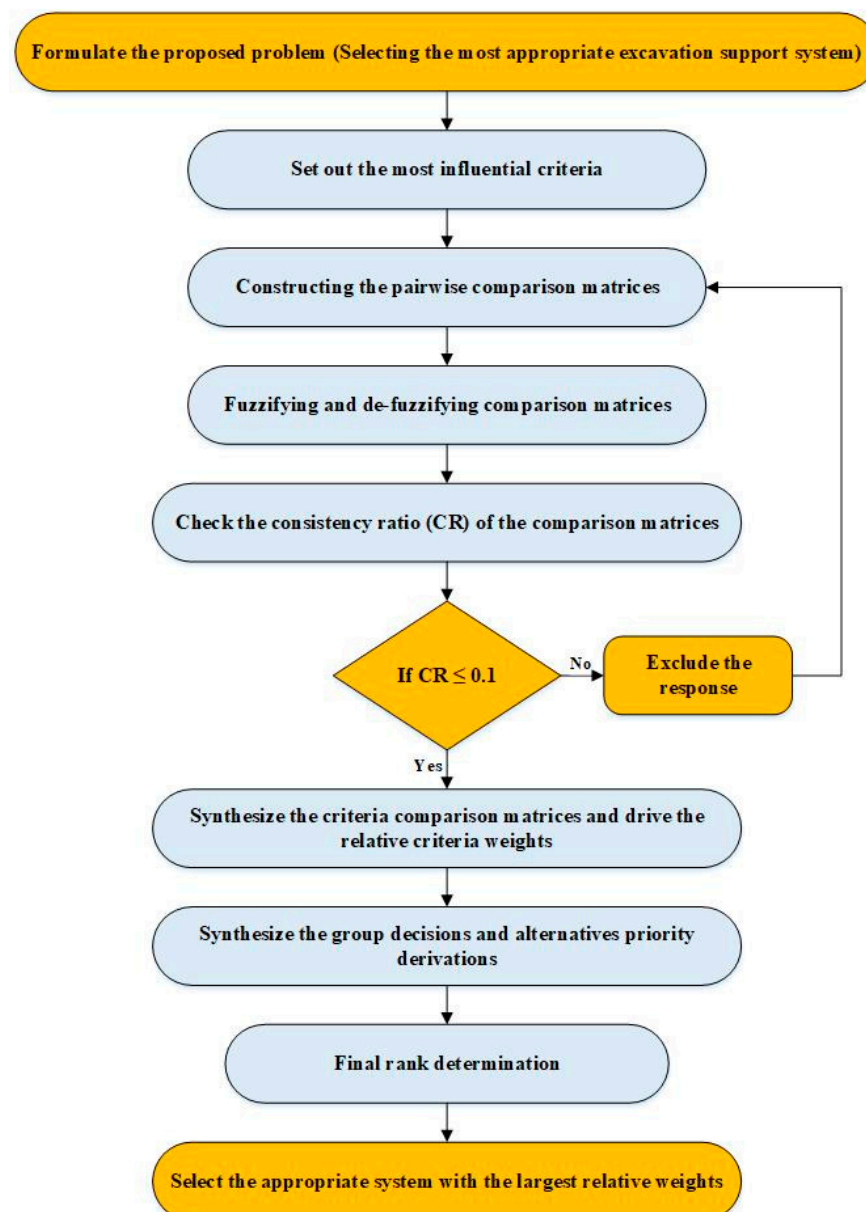 Formulate the proposed problem (Selecting the most appropriate excavation support system)
Set out the most influential criteria
Constructing the pairwise comparison matrices
Fuzzifying and de-fuzzifying comparison matrices
Check the consistency ratio (CR) of the comparison matrices
If CR ≤ 0.1
No
Exclude the
response
Yes
Synthesize the criteria comparison matrices and drive the
relative criteria weights
Synthesize the group decisions and alternatives priority
derivations
Final rank determination
Select the appropriate system with the largest relative weights